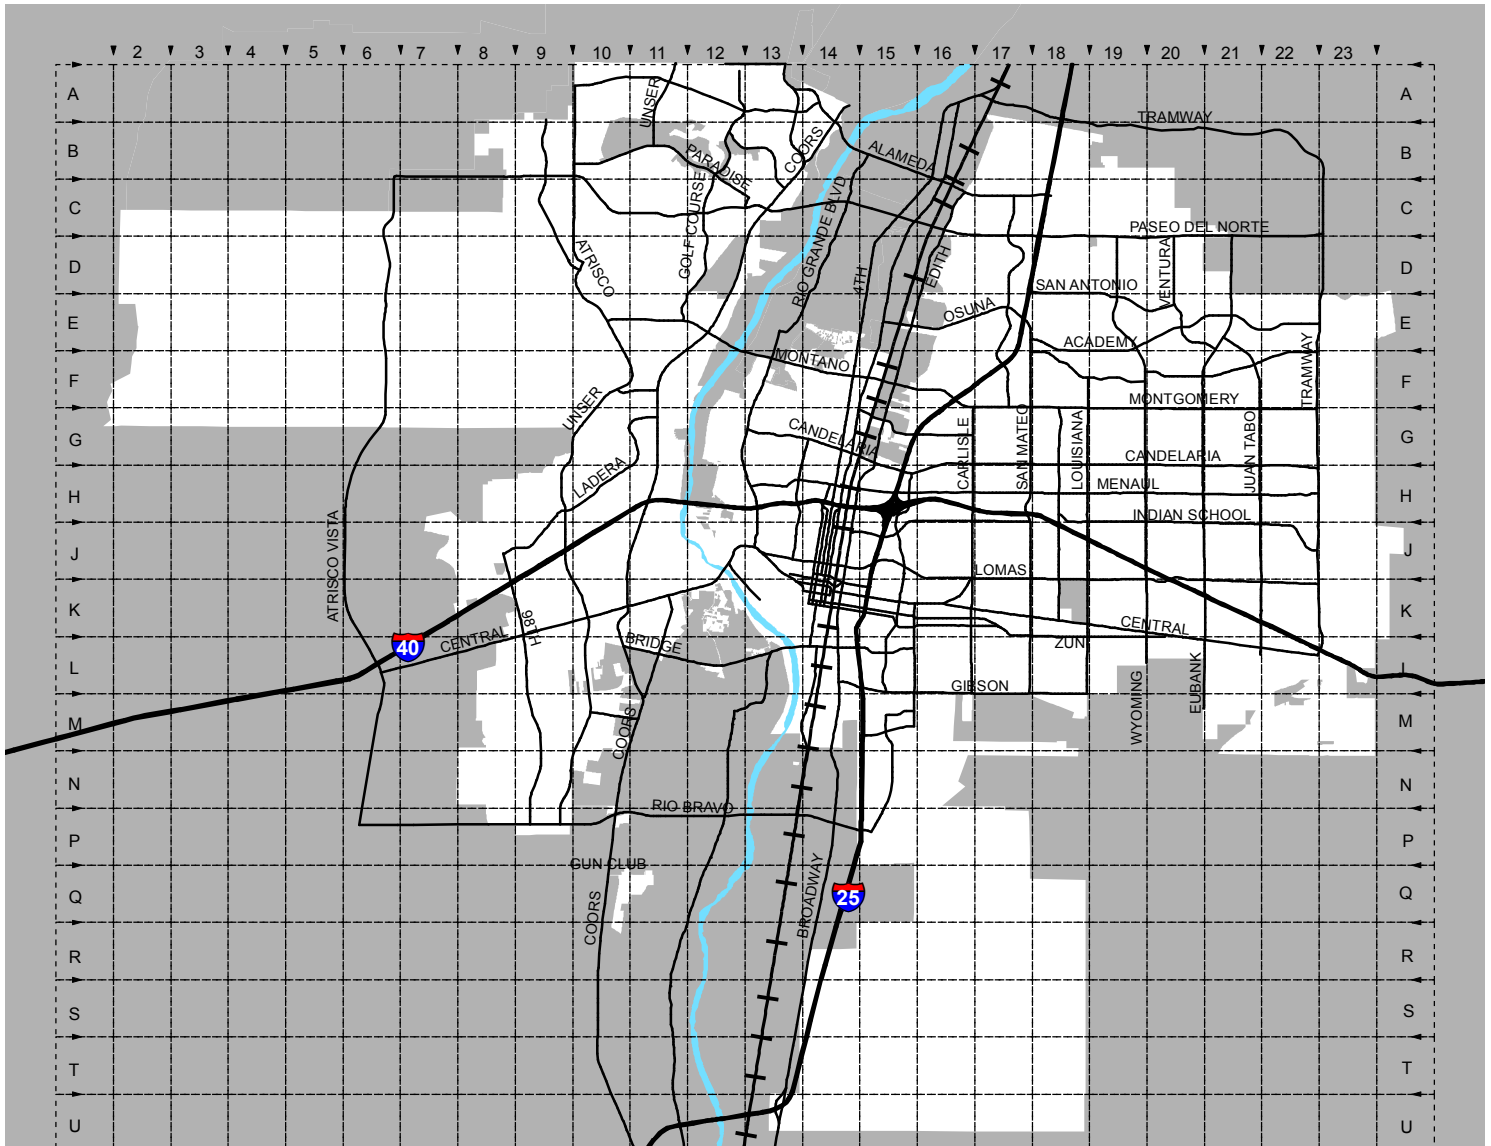 2 3 4 5 6 7 8 9 10 11 12 13 14 15 16 17 18 19 20 21 22 23
A UNSER TRAMWAY A
B PARADISE COORS ALAMEDA B
C GOLF COURSE RIO GRANDE BLVD PASEO DEL NORTE C
D ATRISCO 4TH EDITH SAN ANTONIO VENTURA D
E OSUNA ACADEMY TRAMWAY E
F UNSER MONTANO MONTGOMERY F
G LADERA CANDELARIA CARLISLE SAN MATEO LOUISIANA CANDELARIA JUAN TABO G
H MENAUL H
INDIAN SCHOOL
J ATRISCO VISTA LOMAS J
K 98TH CENTRAL K
40 CENTRAL BRIDGE ZUN
L GIBSON L
M COORS WYOMING EUBANK M
N RIO BRAVO N
P P
GUN CLUB
Q COORS BROADWAY 25 Q
R R
S S
T T
U U